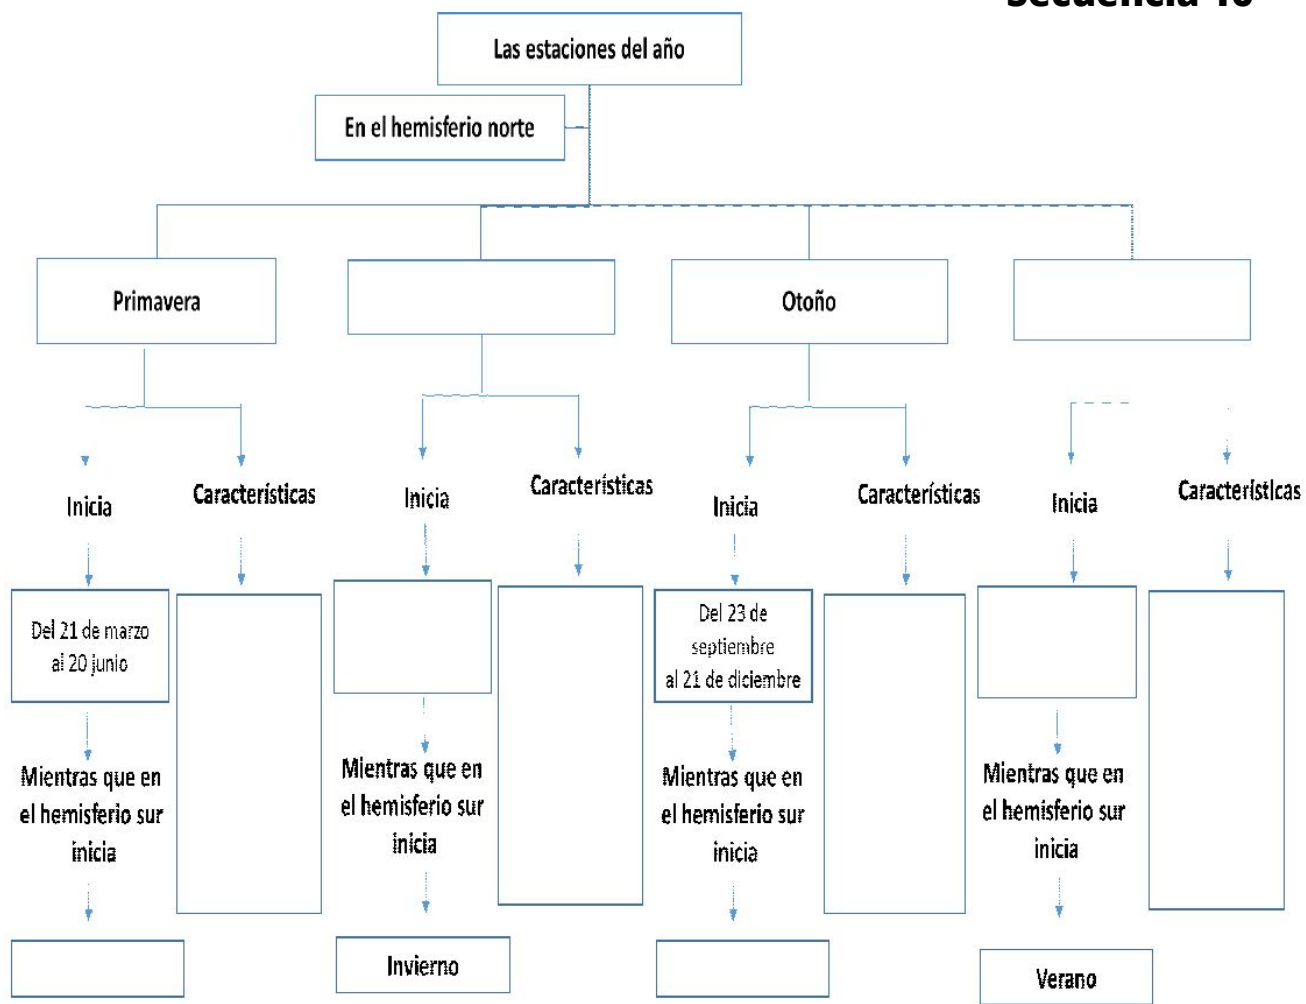 Secuencia 10
Las estaciones del año
En el hemisferio norte
Primavera
Otoño
Inicia
Características
Inicia
Características
Inicia
Características
Inicia
Características
Del 21 de marzo
al 20 junio
Del 23 de
septiembre
al 21 de diciembre
Mientras que en
el hemisferio sur
inicia
Mientras que en
el hemisferio sur
inicia
Mientras que en
el hemisferio sur
inicia
Mientras que en
el hemisferio sur
inicia
Invierno
Verano